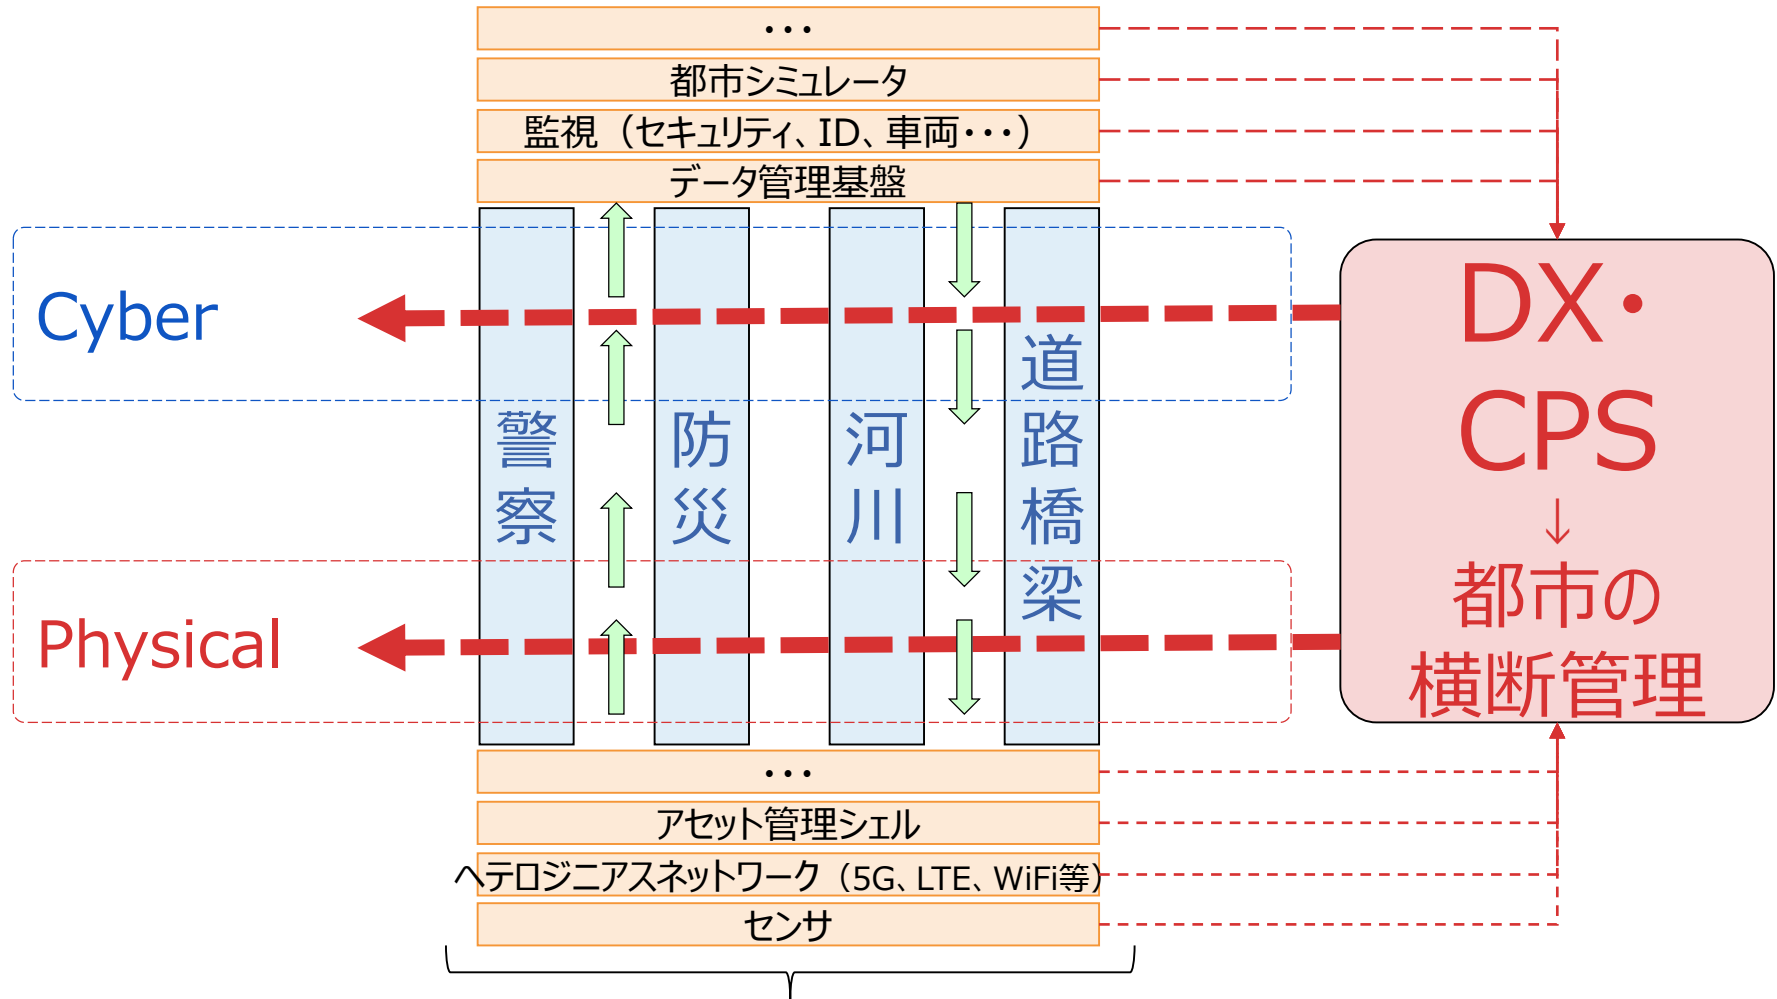 ・・・
都市シミュレータ
監視（セキュリティ、ID、車両・・・）
データ管理基盤
Cyber
Physical
警察
防災
河川
道路橋梁
DX・
CPS
↓
都市の
横断管理
・・・
アセット管理シェル
ヘテロジニアスネットワーク（5G、LTE、WiFi等）
センサ